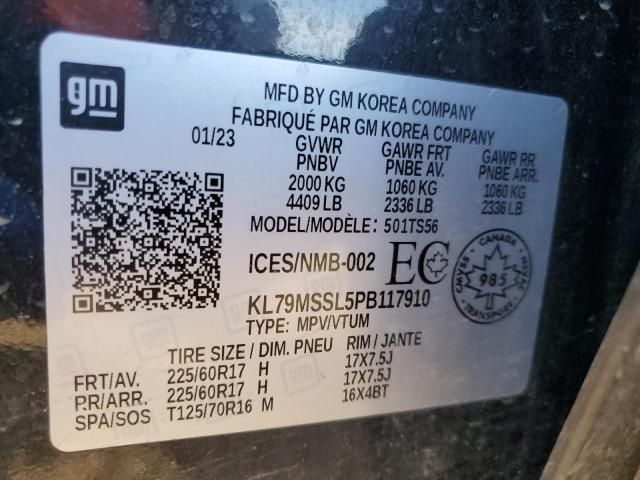 gm
MFD BY GM KOREA COMPANY
FABRIQUÉ PAR GM KOREA COMPANY
01/23
GVWR GAWR FRT GAWR RR
PNBV PNBE AV. PNBE ARR.
2000 KG 1060 KG 1060 KG
4409 LB 2336 LB 2336 LB
MODEL/MODÈLE: 501TS56
ICES/NMB-002 EC
CANADA
985
CMVSS NSVAC
KL79MSSL5PB117910
TYPE: MPV/VTUM
TIRE SIZE / DIM. PNEU RIM / JANTE
FRT/AV. 225/60R17 H 17X7.5J
PR/ARR. 225/60R17 H 17X7.5J
SPA/SOS T125/70R16 M 16X4BT